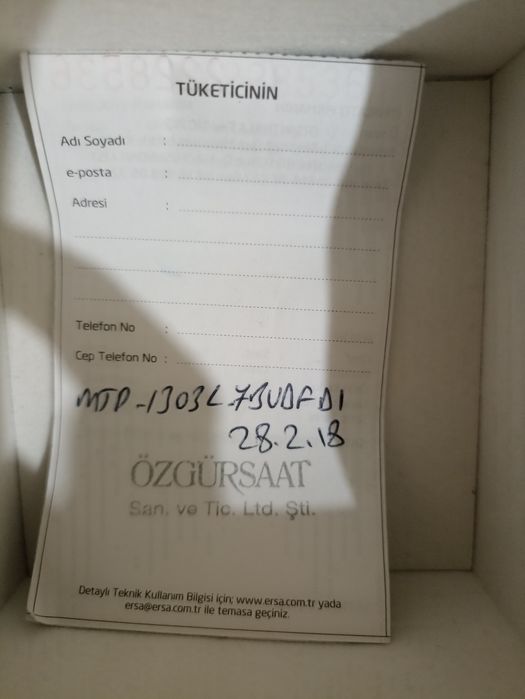 TÜKETİCİNİN
Adı Soyadı :
e-posta :
Adresi :
Telefon No :
Cep Telefon No :
MTP-1303L-7BVDFDI
28.2.18
ÖZGÜRSAAT
San. ve Tic. Ltd. Şti.
Detaylı Teknik Kullanım Bilgisi için; www.ersa.com.tr yada
ersa@ersa.com.tr ile temasa geçiniz.